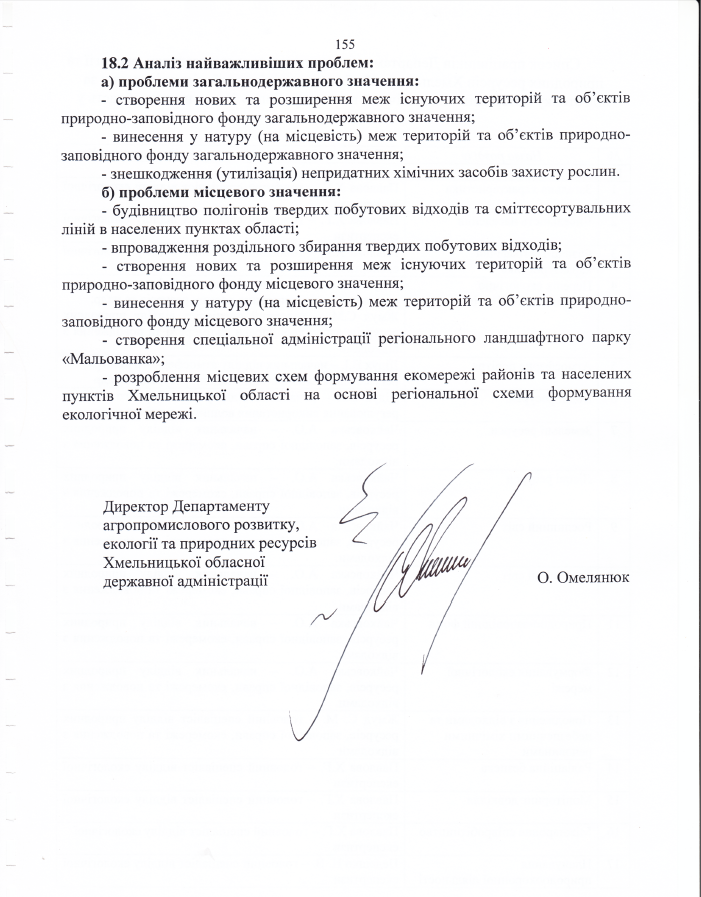 155
18.2 Аналіз найважливіших проблем:
а) проблеми загальнодержавного значення:
- створення нових та розширення меж існуючих територій та об’єктів
природно-заповідного фонду загальнодержавного значення;
- винесення у натуру (на місцевість) меж територій та об’єктів природно-
заповідного фонду загальнодержавного значення;
- знешкодження (утилізація) непридатних хімічних засобів захисту рослин.
б) проблеми місцевого значення:
- будівництво полігонів твердих побутових відходів та сміттєсортувальних
ліній в населених пунктах області;
- впровадження роздільного збирання твердих побутових відходів;
- створення нових та розширення меж існуючих територій та об’єктів
природно-заповідного фонду місцевого значення;
- винесення у натуру (на місцевість) меж територій та об’єктів природно-
заповідного фонду місцевого значення;
- створення спеціальної адміністрації регіонального ландшафтного парку
«Мальованка»;
- розроблення місцевих схем формування екомережі районів та населених
пунктів Хмельницької області на основі регіональної схеми формування
екологічної мережі.
Директор Департаменту
агропромислового розвитку,
екології та природних ресурсів
Хмельницької обласної
державної адміністрації
О. Омелянюк